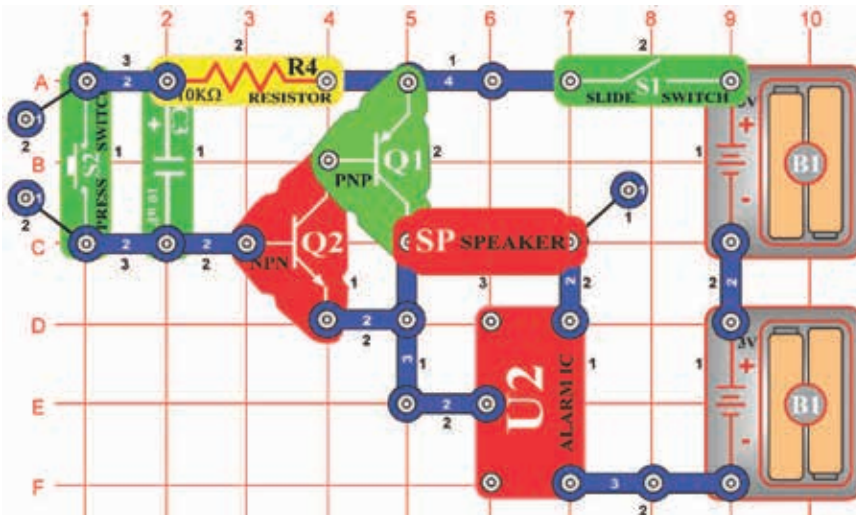 1 2 3 4 5 6 7 8 9 10
3 2 1 2
A 2 R4 4 S1 3V
10KΩ RESISTOR SLIDE SWITCH
1
2
+
B S2 PRESS SWITCH 1 C3 1 Q1 PNP 2 1 B1
1
2
1
-
C 2 2 Q2 NPN SP SPEAKER
3 2 1 3 2 2 2 2
D 2 3V
2 3 1 U2 ALARM IC 1 1 +
E 2 B1
2
-
F 3
2